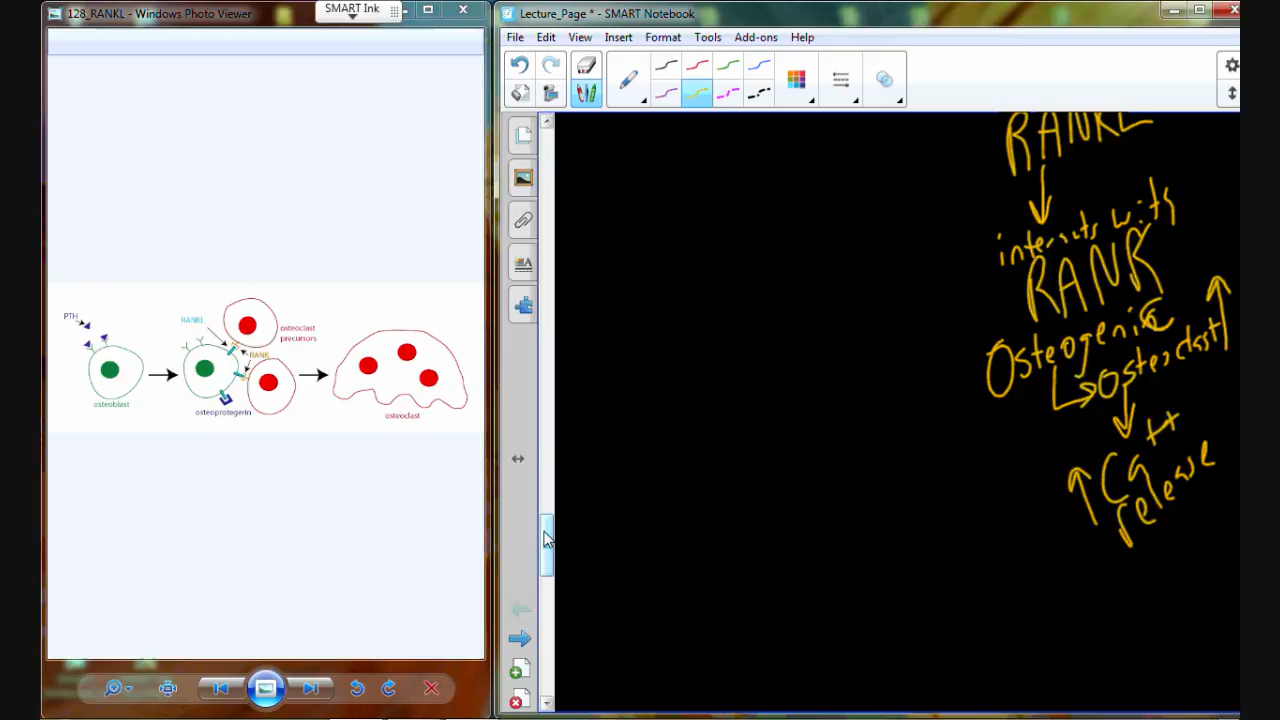 128_RANKL - Windows Photo Viewer
SMART Ink
Lecture_Page * - SMART Notebook
File Edit View Insert Format Tools Add-ons Help
PTH
osteoblast
RANKL
RANK
osteoprotegerin
osteoclast
precursors
osteoclast
RANKL
interacts with
RANK
Osteogenic
Osteoclast
Ca++
release